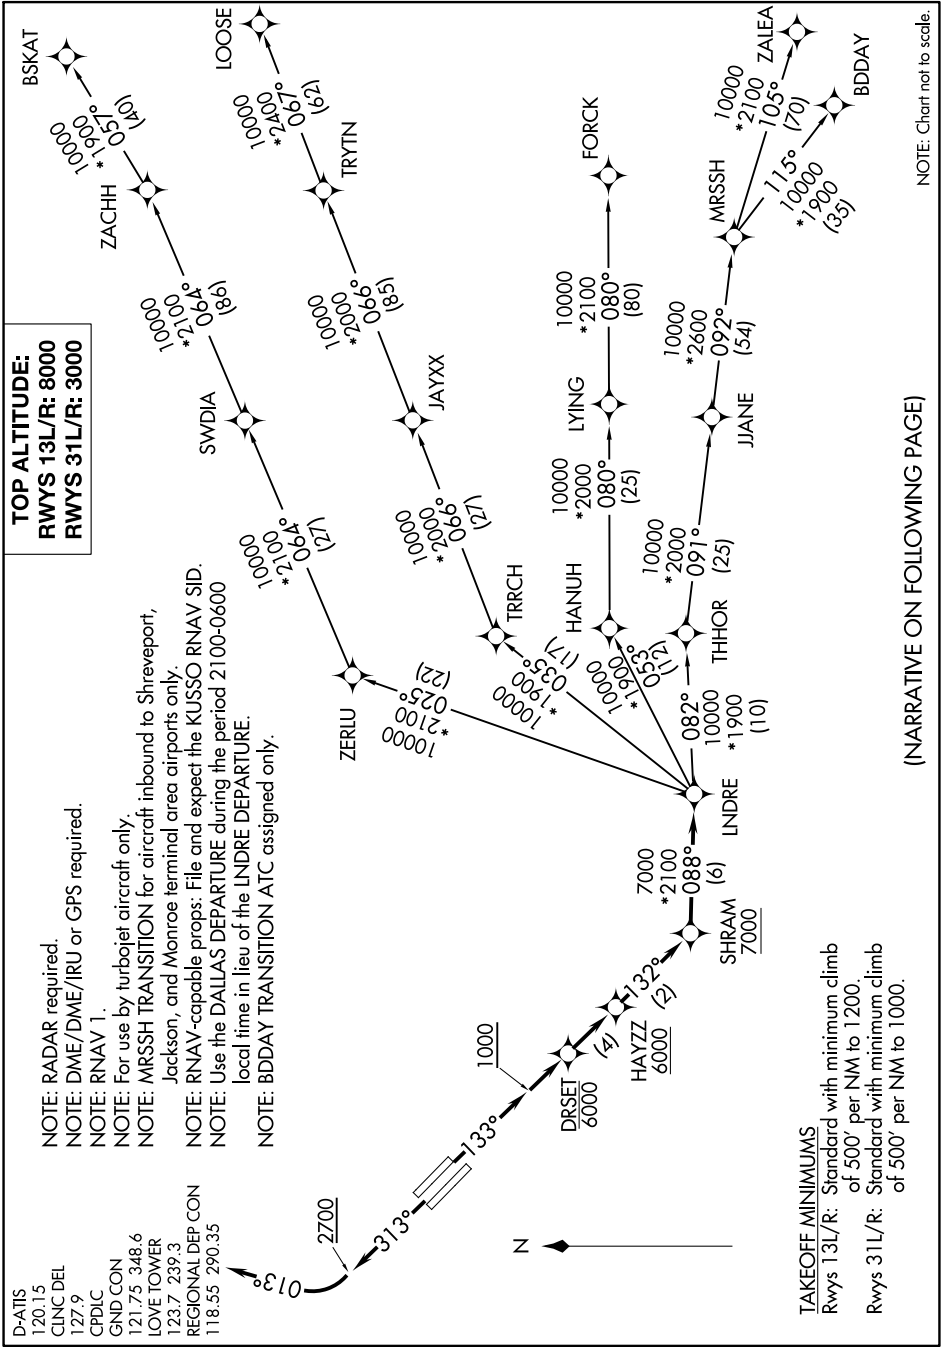 D-ATIS
120.15
CLNC DEL
127.9
CPDLC
GND CON
121.75 348.6
LOVE TOWER
123.7 239.3
REGIONAL DEP CON
118.55 290.35
NOTE: RADAR required.
NOTE: DME/DME/IRU or GPS required.
NOTE: RNAV 1.
NOTE: For use by turbojet aircraft only.
NOTE: MRSSH TRANSITION for aircraft inbound to Shreveport,
Jackson, and Monroe terminal area airports only.
NOTE: RNAV-capable props: File and expect the KUSSO RNAV SID.
NOTE: Use the DALLAS DEPARTURE during the period 2100-0600
local time in lieu of the LNDRE DEPARTURE.
NOTE: BDDAY TRANSITION ATC assigned only.
TOP ALTITUDE:
RWYS 13L/R: 8000
RWYS 31L/R: 3000
BSKAT
10000
*1900
057°
(40)
ZACHH
10000
*2100
064°
(86)
SWDIA
10000
*2100
064°
(27)
ZERLU
10000
*2100
025°
(22)
LOOSE
10000
*2400
067°
(62)
TRYTN
10000
*2000
066°
(85)
JAYXX
10000
*2000
066°
(27)
TRRCH
10000
*1900
035°
(17)
FORCK
10000
*2100
080°
(80)
LYING
10000
*2000
080°
(25)
HANUH
10000
*1900
053°
(12)
ZALEA
10000
*2100
105°
(70)
BDDAY
115°
10000
*1900
(35)
MRSSH
10000
*2600
092°
(54)
JJANE
10000
*2000
091°
(25)
THHOR
082°
10000
*1900
(10)
LNDRE
7000
*2100
088°
(6)
SHRAM
7000
132°
(2)
HAYZZ
6000
(4)
DRSET
6000
1000
133°
313°
2700
013°
N
TAKEOFF MINIMUMS
Rwys 13L/R: Standard with minimum climb
of 500' per NM to 1200.
Rwys 31L/R: Standard with minimum climb
of 500' per NM to 1000.
(NARRATIVE ON FOLLOWING PAGE)
NOTE: Chart not to scale.